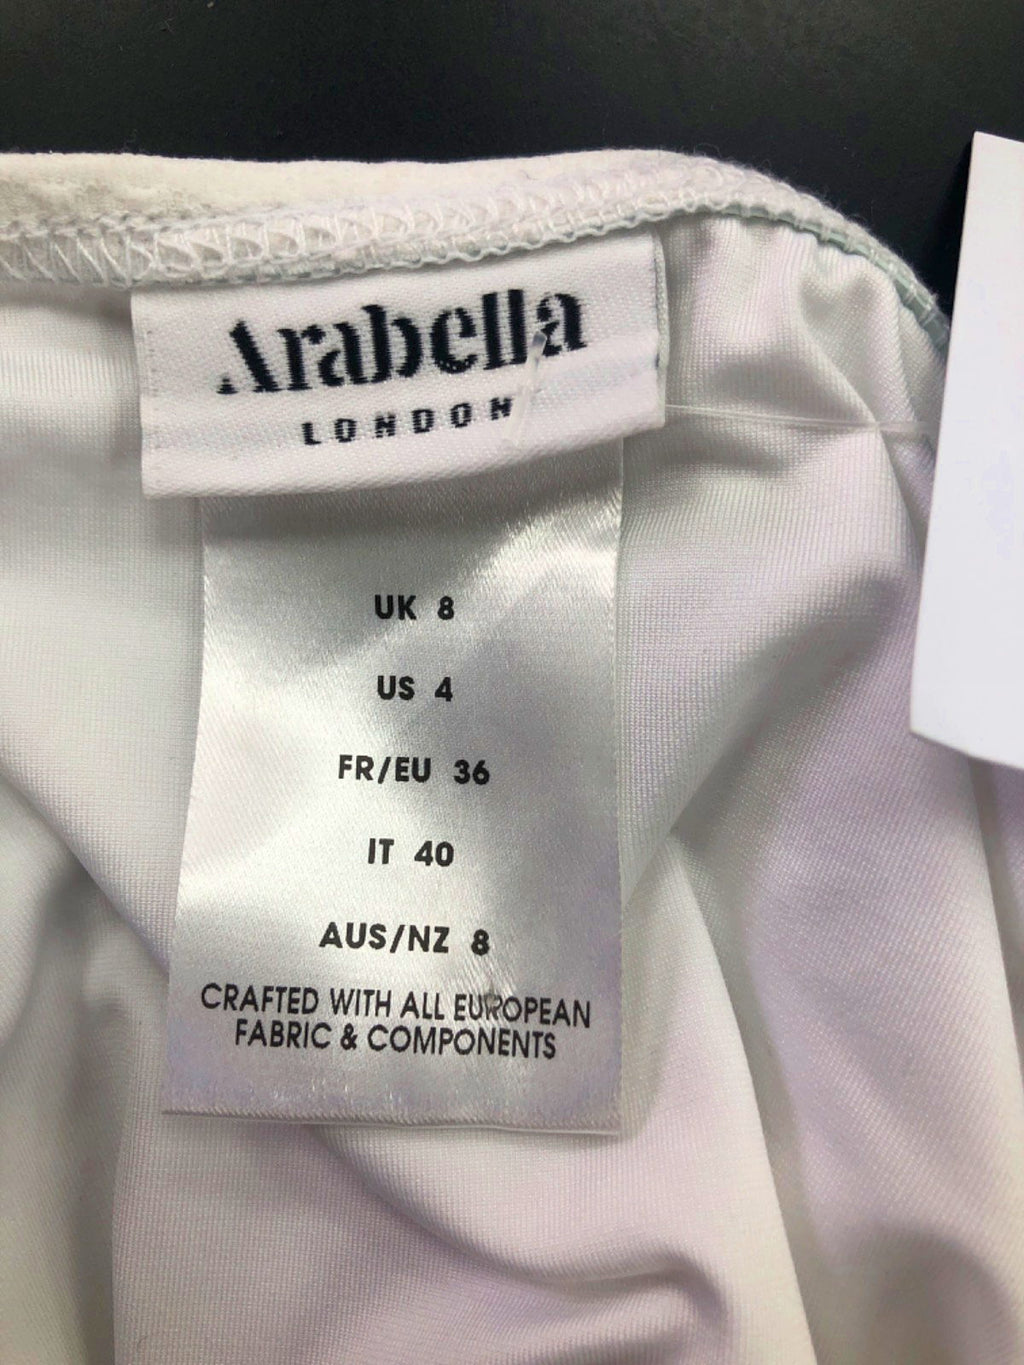 Arabella
LONDON
UK 8
US 4
FR/EU 36
IT 40
AUS/NZ 8
CRAFTED WITH ALL EUROPEAN
FABRIC & COMPONENTS